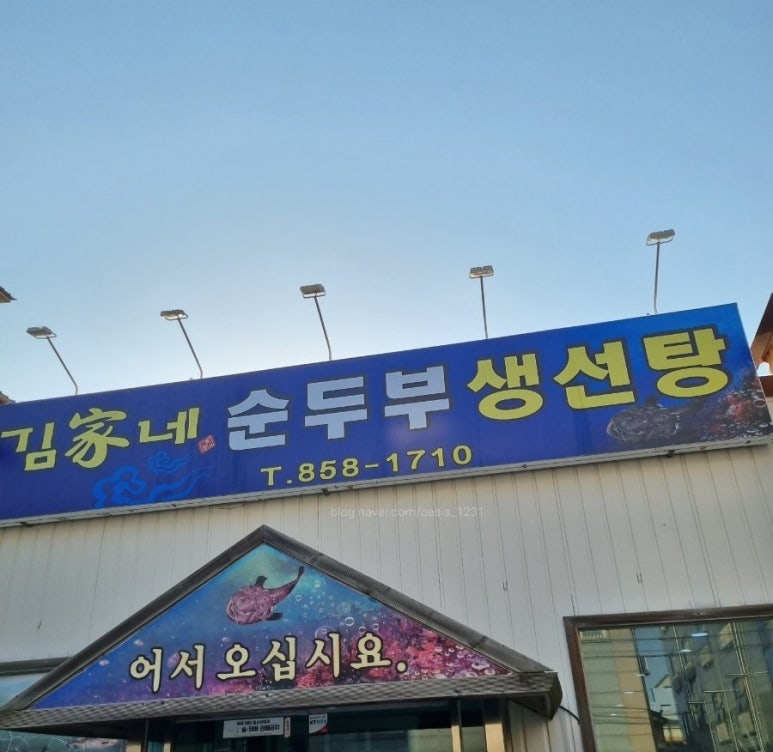 김家네 순두부 생선탕
T.858-1710
blog.naver.com/oasis_1231
어서오십시요.